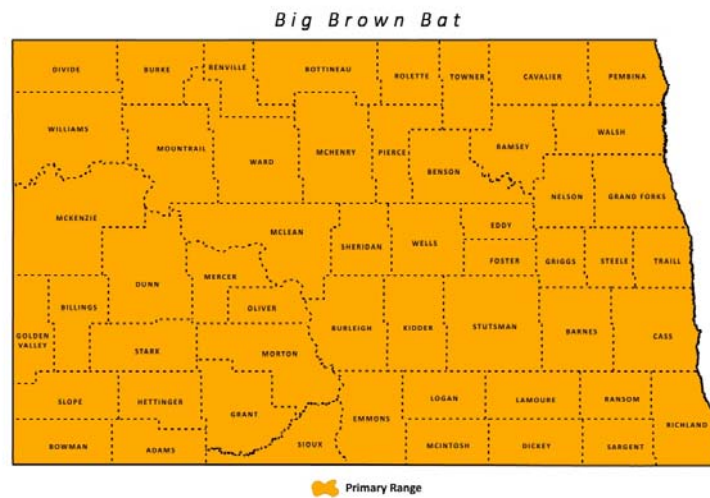 Big Brown Bat
DIVIDE BURKE RENVILLE BOTTINEAU ROLETTE TOWNER CAVALIER PEMBINA
WILLIAMS MOUNTRAIL WARD MCHENRY PIERCE BENSON RAMSEY WALSH
MCKENZIE MCLEAN SHERIDAN WELLS EDDY NELSON GRAND FORKS
DUNN MERCER OLIVER FOSTER GRIGGS STEELE TRAILL
GOLDEN
VALLEY
BILLINGS STARK MORTON BURLEIGH KIDDER STUTSMAN BARNES CASS
SLOPE HETTINGER GRANT EMMONS LOGAN LAMOURE RANSOM RICHLAND
BOWMAN ADAMS SIOUX MCINTOSH DICKEY SARGENT
Primary Range